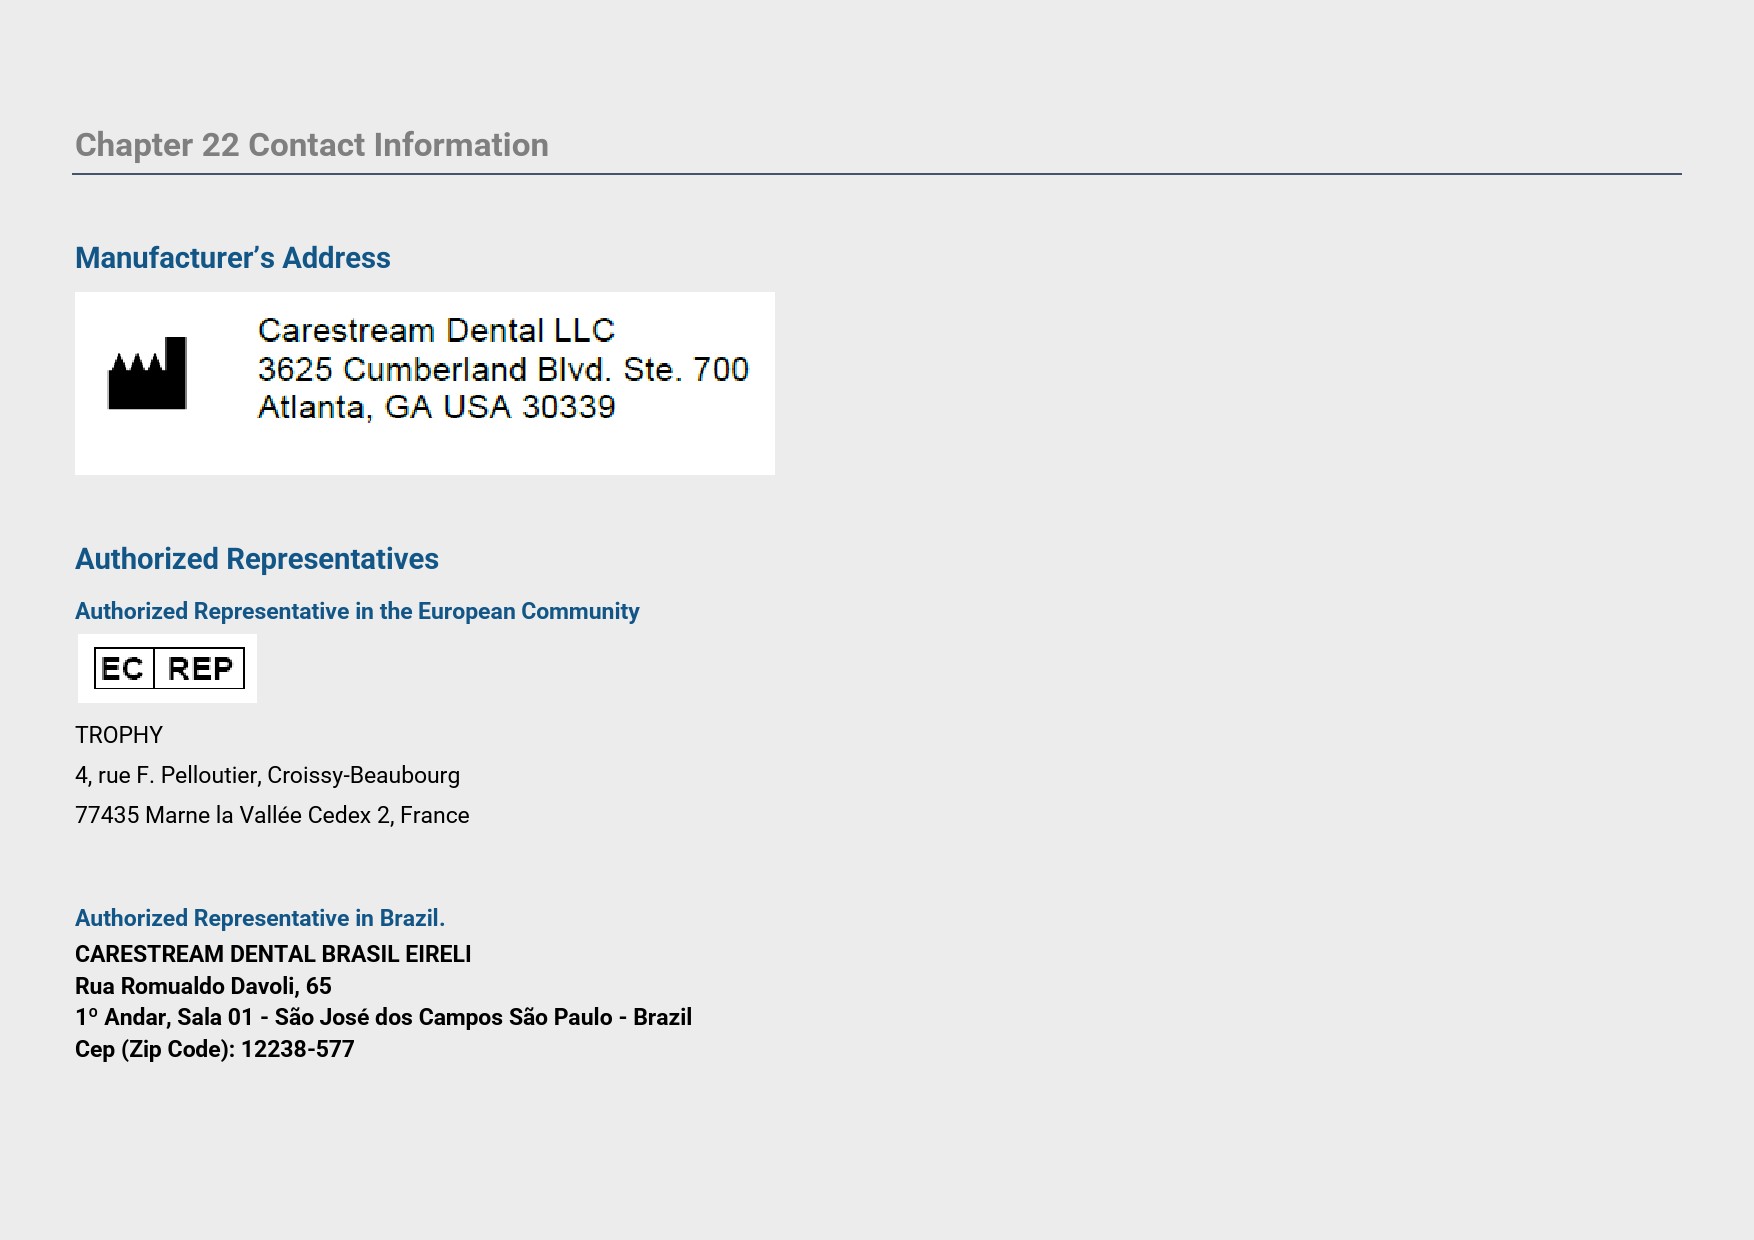 Chapter 22 Contact Information
Manufacturer’s Address
Carestream Dental LLC
3625 Cumberland Blvd. Ste. 700
Atlanta, GA USA 30339
Authorized Representatives
Authorized Representative in the European Community
EC REP
TROPHY
4, rue F. Pelloutier, Croissy-Beaubourg
77435 Marne la Vallée Cedex 2, France
Authorized Representative in Brazil.
CARESTREAM DENTAL BRASIL EIRELI
Rua Romualdo Davoli, 65
1º Andar, Sala 01 - São José dos Campos São Paulo - Brazil
Cep (Zip Code): 12238-577